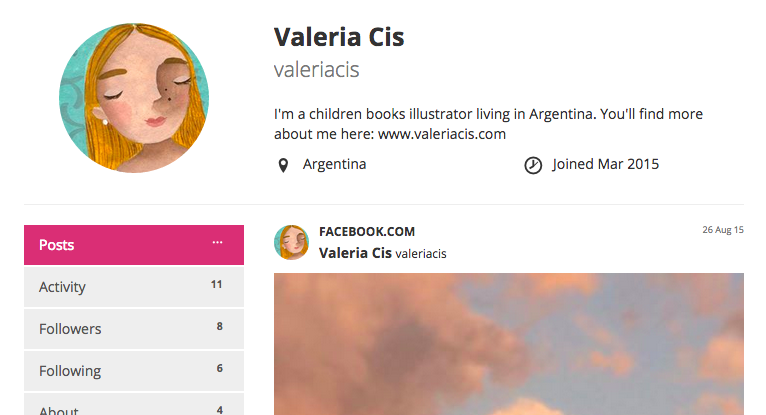 Valeria Cis
valeriacis
I'm a children books illustrator living in Argentina. You'll find more
about me here: www.valeriacis.com
Argentina
Joined Mar 2015
Posts ...
Activity 11
Followers 8
Following 6
About 4
FACEBOOK.COM
26 Aug 15
Valeria Cis valeriacis